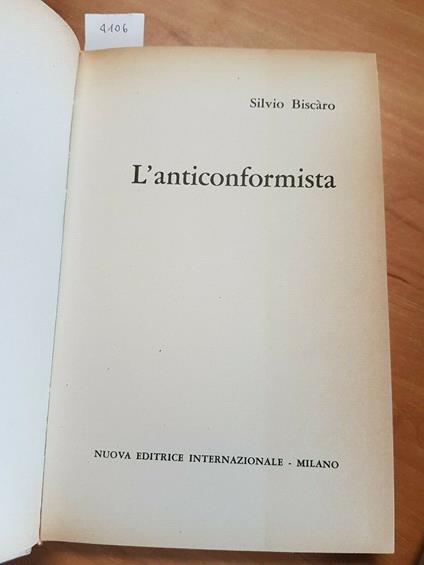 4106
Silvio Biscàro
L'anticonformista
NUOVA EDITRICE INTERNAZIONALE - MILANO